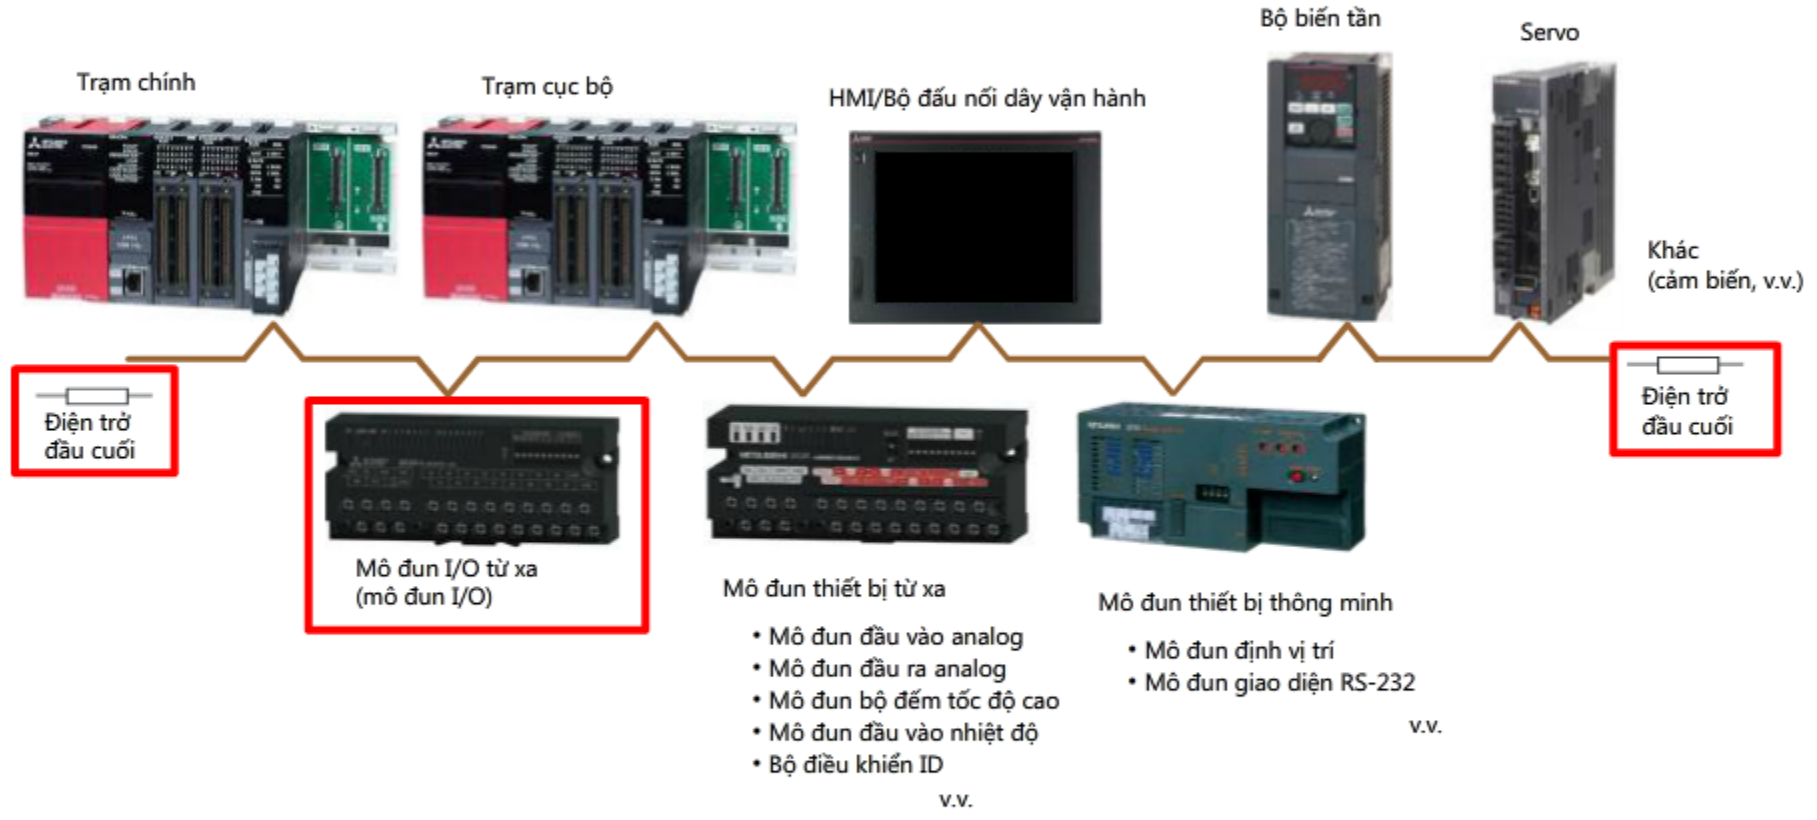 Bộ biến tần
Servo
Trạm chính
Trạm cục bộ
HMI/Bộ đấu nối dây vận hành
Khác
(cảm biến, v.v.)
Điện trở
đầu cuối
Điện trở
đầu cuối
Mô đun I/O từ xa
(mô đun I/O)
Mô đun thiết bị từ xa
• Mô đun đầu vào analog
• Mô đun đầu ra analog
• Mô đun bộ đếm tốc độ cao
• Mô đun đầu vào nhiệt độ
• Bộ điều khiển ID
v.v.
Mô đun thiết bị thông minh
• Mô đun định vị trí
• Mô đun giao diện RS-232
v.v.